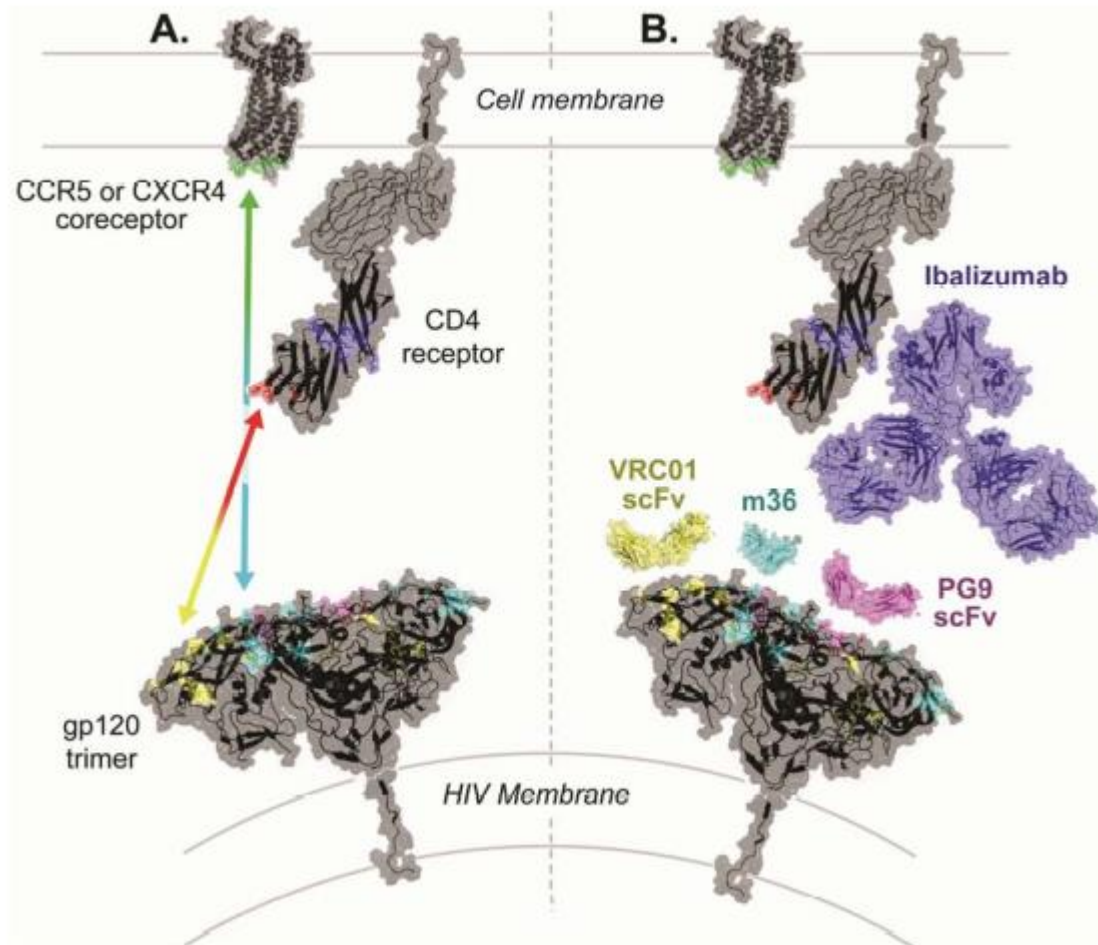 A.
B.
Cell membrane
CCR5 or CXCR4
coreceptor
CD4
receptor
Ibalizumab
VRC01
scFv
m36
PG9
scFv
gp120
trimer
HIV Membrane